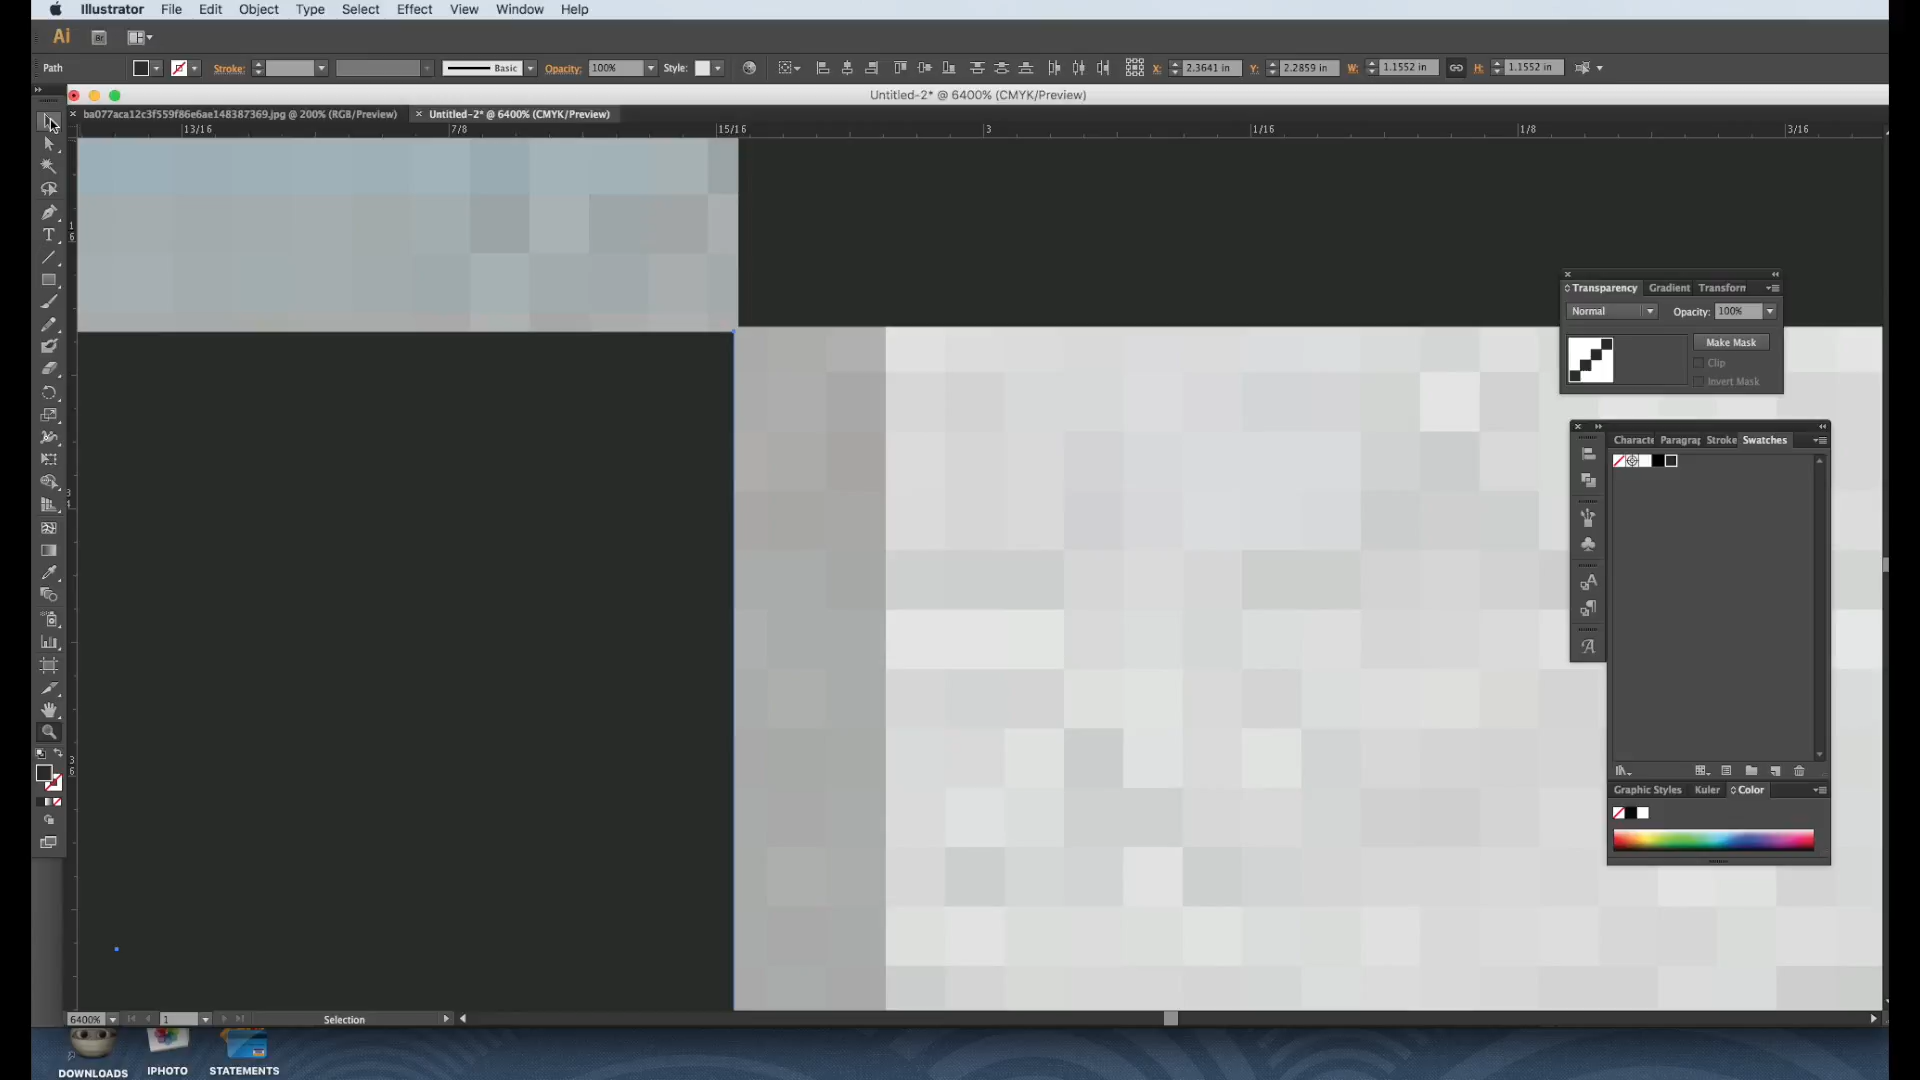 Illustrator File Edit Object Type Select Effect View Window Help
Ai Br
Path Stroke: Basic Opacity: 100% Style: X: 2.3641 in Y: 2.2859 in W: 1.1552 in H: 1.1552 in
Untitled-2* @ 6400% (CMYK/Preview)
ba077aca12c3f559f86e6ae148387369.jpg @ 200% (RGB/Preview) Untitled-2* @ 6400% (CMYK/Preview)
13/16 7/8 15/16 3 1/16 1/8 3/16
Transparency Gradient Transform
Normal Opacity: 100%
Make Mask
Clip
Invert Mask
Characte Paragrap Stroke Swatches
Graphic Styles Kuler Color
6400% 1 Selection
DOWNLOADS IPHOTO STATEMENTS